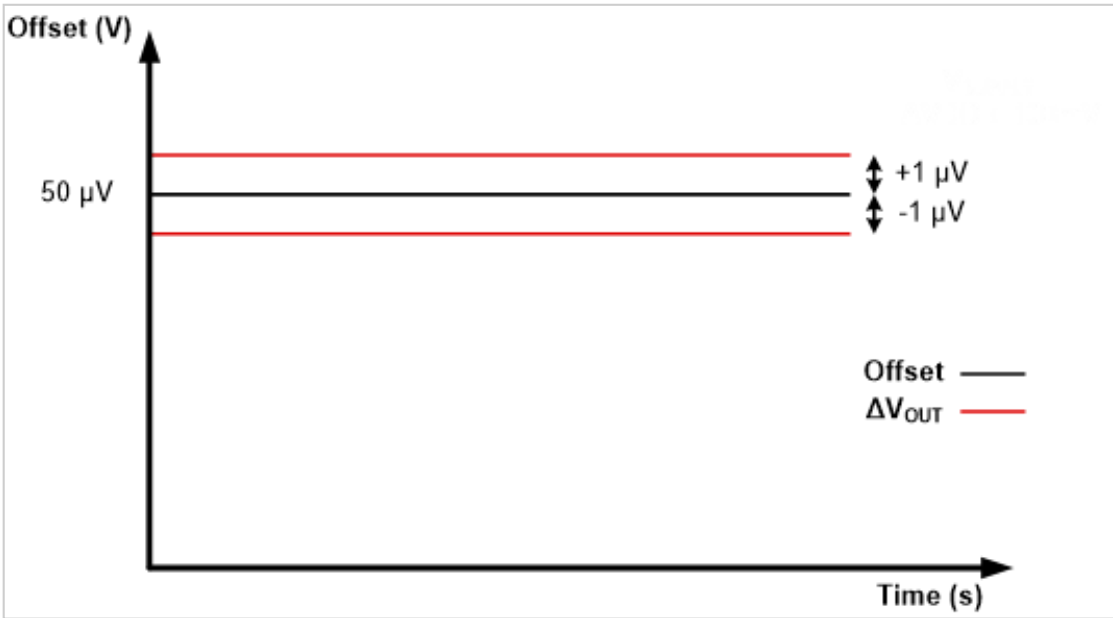 Offset (V)
50 µV
+1 µV
-1 µV
Offset
ΔVOUT
Time (s)